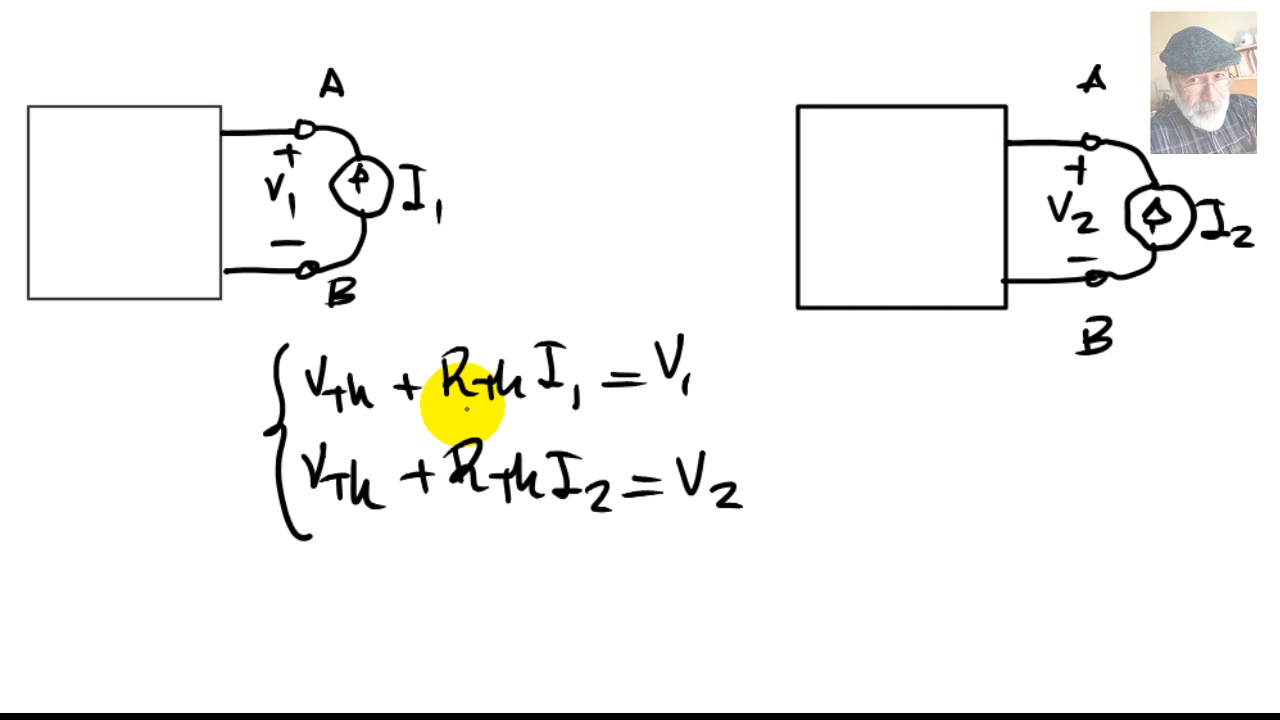 A
+
V1
I1
−
B
A
+
V2
I2
−
B
Vth + Rth I1 = V1
Vth + Rth I2 = V2